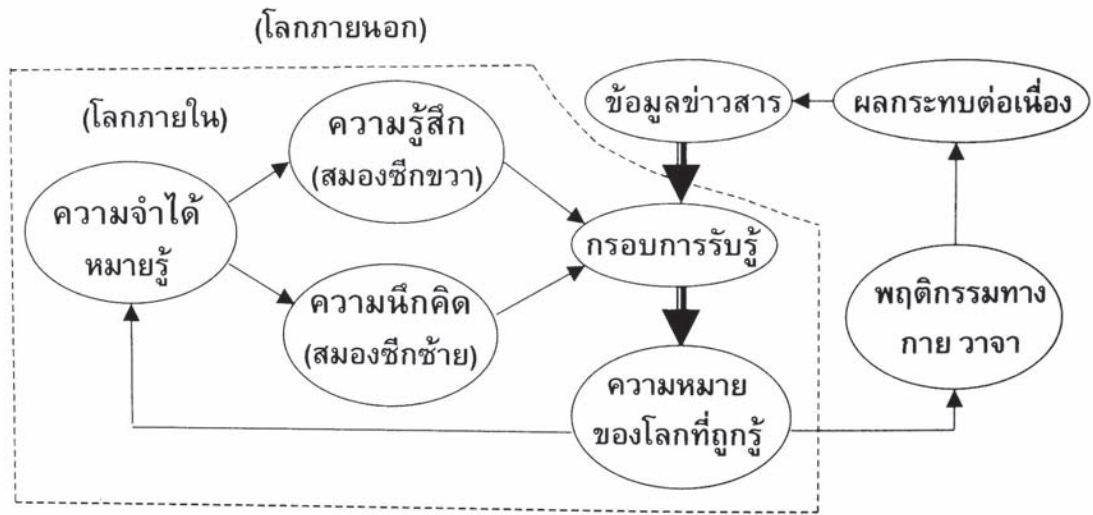 (โลกภายนอก)
(โลกภายใน)
ความจำได้
หมายรู้
ความรู้สึก
(สมองซีกขวา)
ความนึกคิด
(สมองซีกซ้าย)
ข้อมูลข่าวสาร
ผลกระทบต่อเนื่อง
กรอบการรับรู้
พฤติกรรมทาง
กาย วาจา
ความหมาย
ของโลกที่ถูกรู้